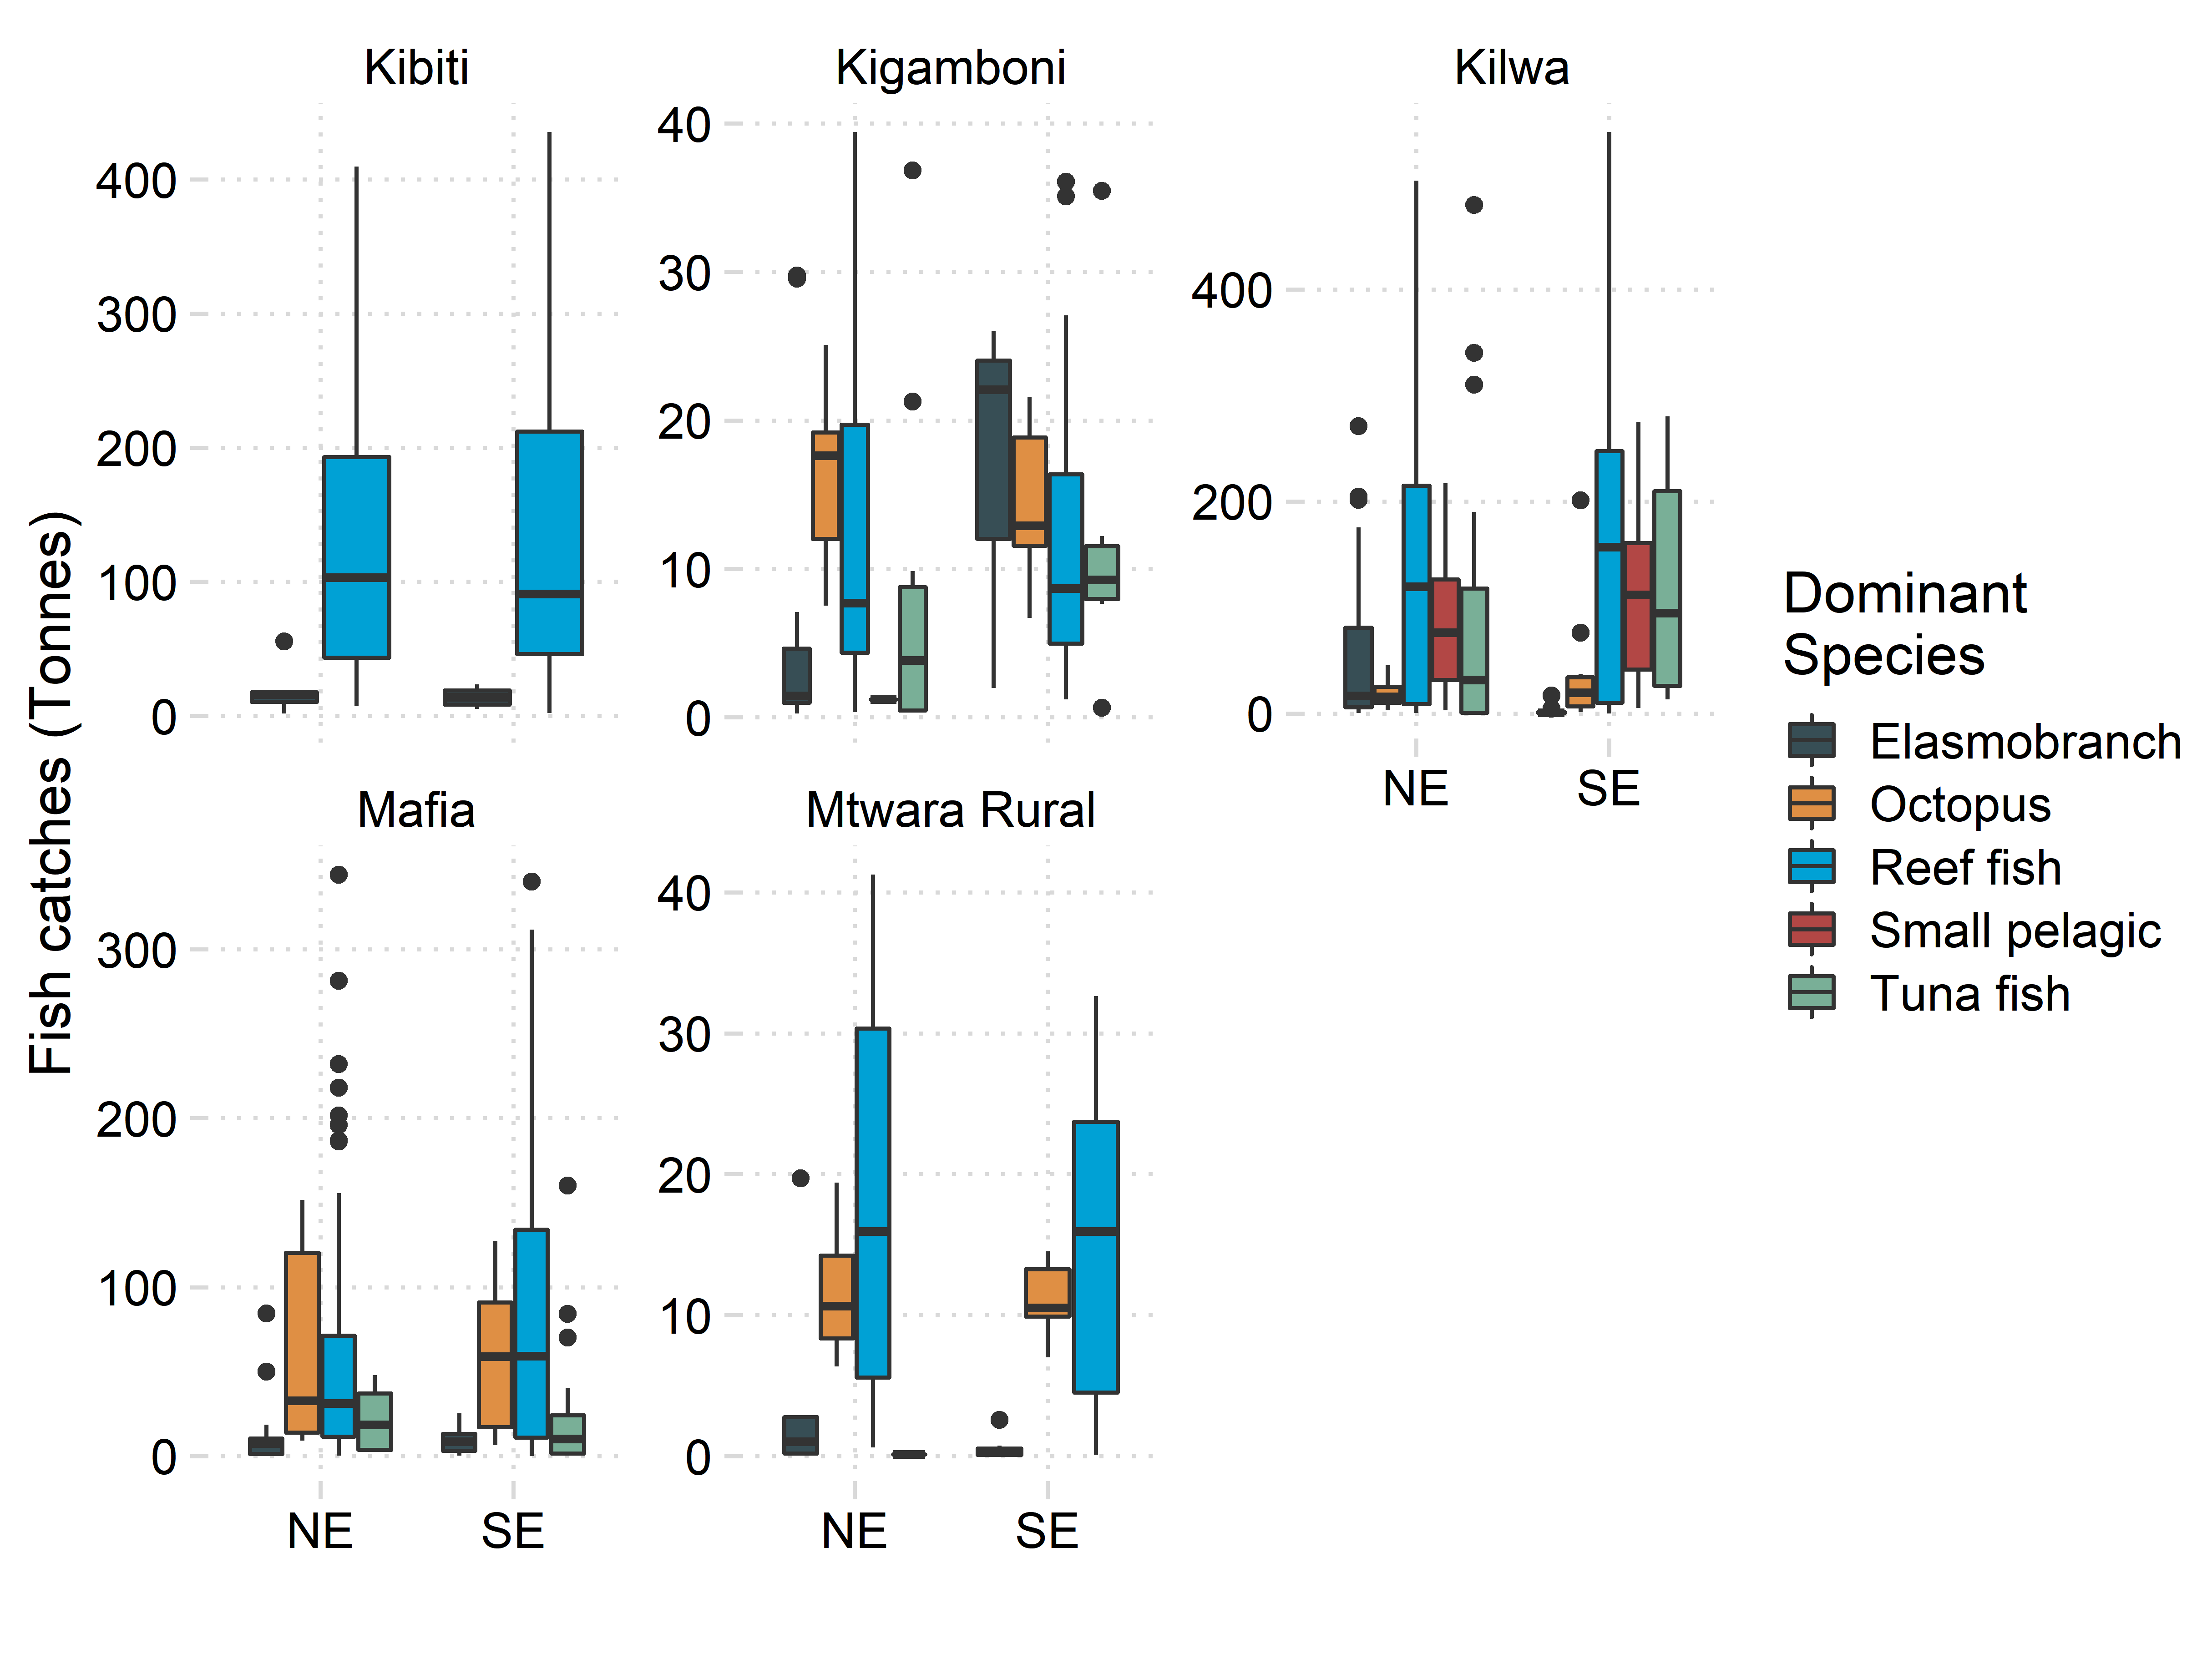 Kibiti
Kigamboni
Kilwa
400
300
200
100
0
40
30
20
10
0
400
200
0
NE
SE
Mafia
Mtwara Rural
300
200
100
0
NE
SE
40
30
20
10
0
NE
SE
Fish catches (Tonnes)
Dominant
Species
Elasmobranch
Octopus
Reef fish
Small pelagic
Tuna fish